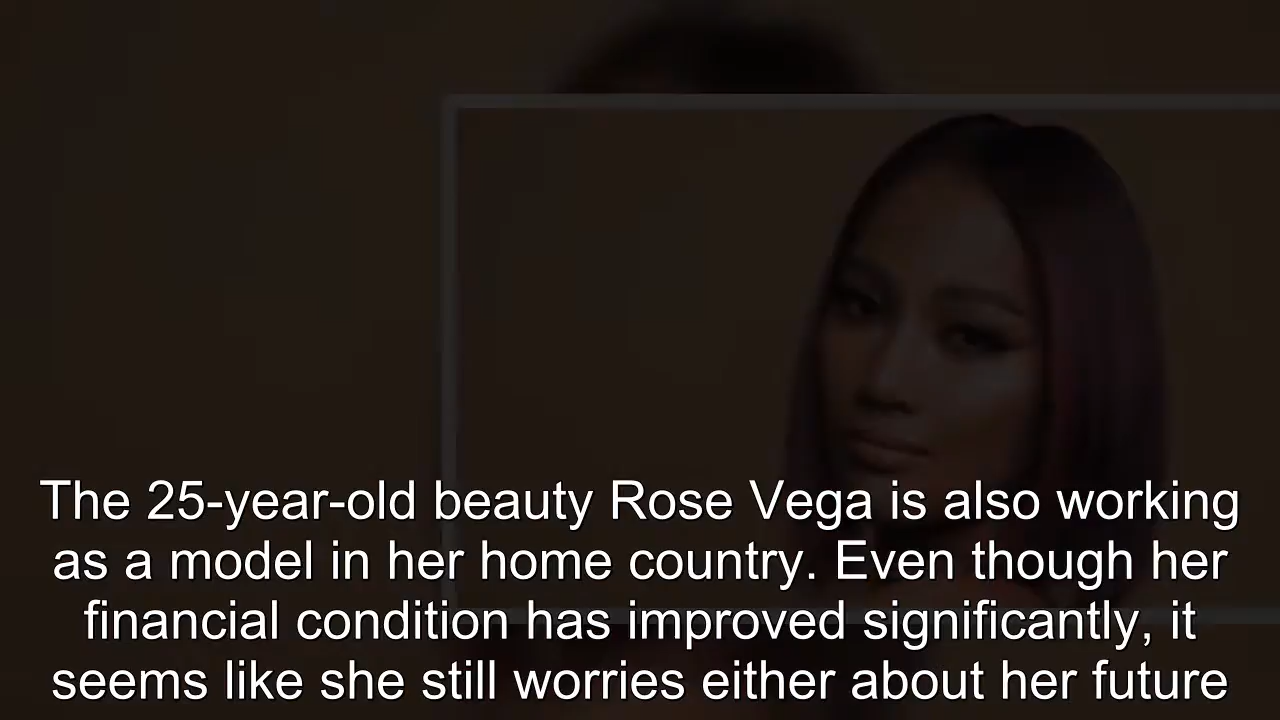 The 25-year-old beauty Rose Vega is also working
as a model in her home country. Even though her
financial condition has improved significantly, it
seems like she still worries either about her future